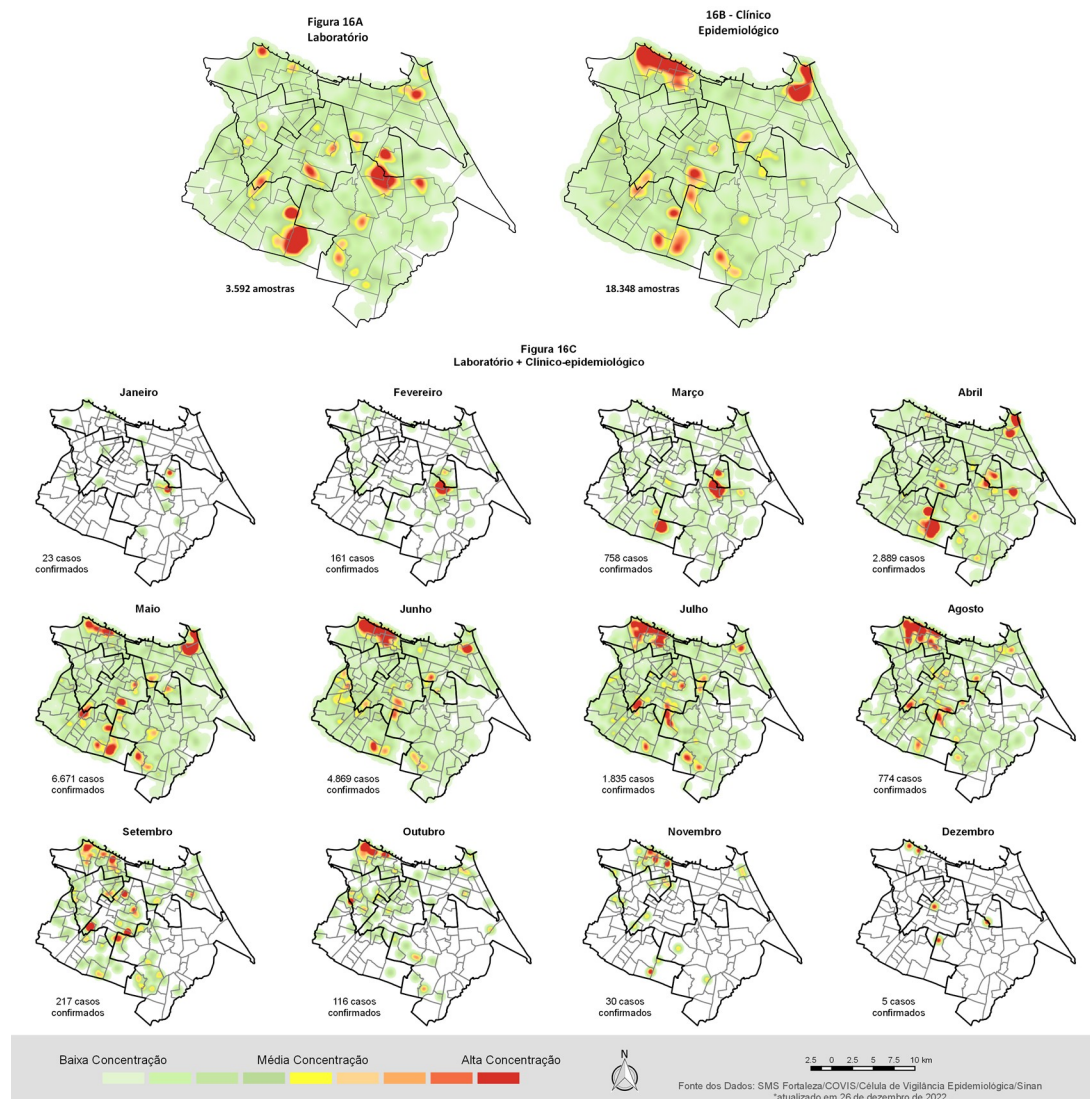 Figura 16A
Laboratório
16B - Clínico
Epidemiológico
3.592 amostras
18.348 amostras
Figura 16C
Laboratório + Clinico-epidemiológico
Janeiro
Fevereiro
Março
Abril
23 casos
confirmados
161 casos
confirmados
758 casos
confirmados
2.889 casos
confirmados
Maio
Junho
Julho
Agosto
6.671 casos
confirmados
4.869 casos
confirmados
1.835 casos
confirmados
774 casos
confirmados
Setembro
Outubro
Novembro
Dezembro
217 casos
confirmados
116 casos
confirmados
30 casos
confirmados
5 casos
confirmados
Baixa Concentração
Média Concentração
Alta Concentração
N
2.5 0 2.5 5 7.5 10 km
Fonte dos Dados: SMS Fortaleza/COVIS/Célula de Vigilância Epidemiológica/Sinan
*atualizado em 26 de dezembro de 2022